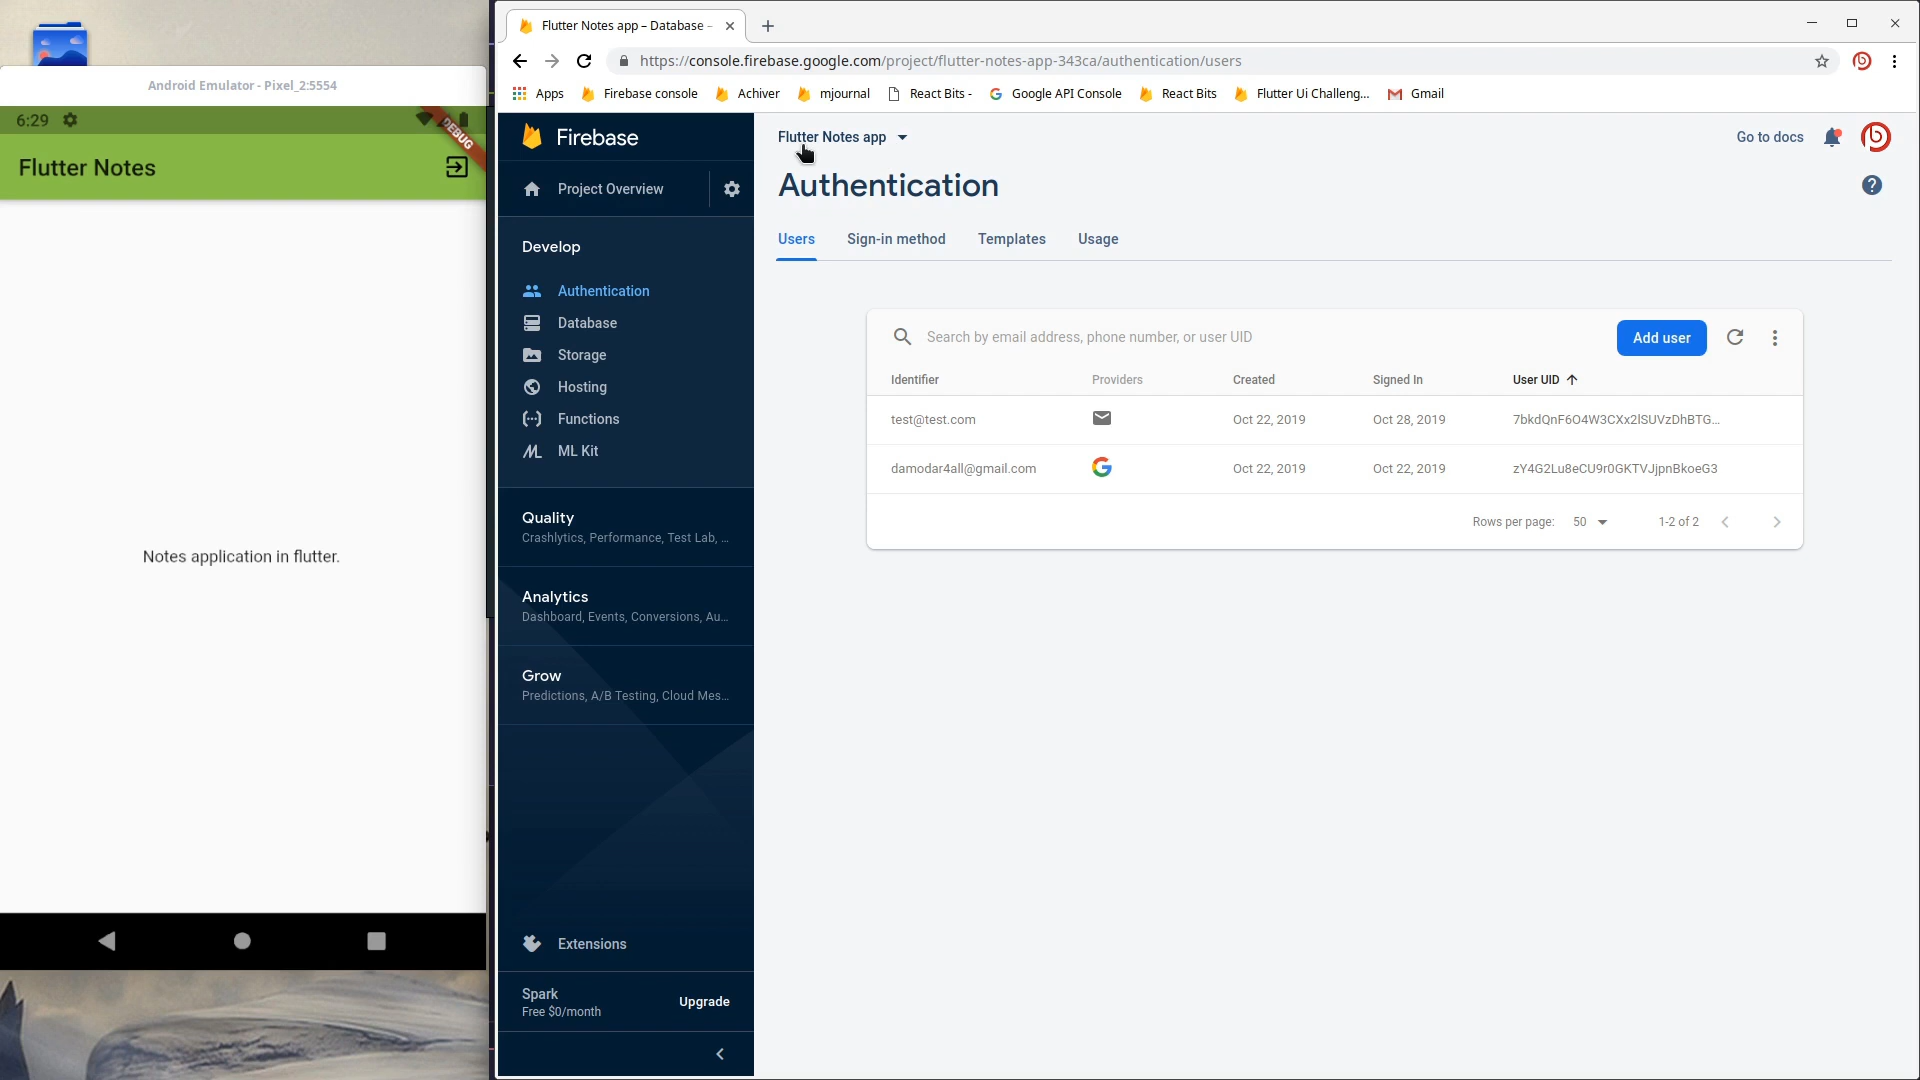 Android Emulator - Pixel_2:5554
6:29
DEBUG
Flutter Notes
Notes application in flutter.
Flutter Notes app – Database –
https://console.firebase.google.com/project/flutter-notes-app-343ca/authentication/users
Apps
Firebase console
Achiver
mjournal
React Bits -
Google API Console
React Bits
Flutter Ui Challeng...
Gmail
Firebase
Project Overview
Develop
Authentication
Database
Storage
Hosting
Functions
ML Kit
Quality
Crashlytics, Performance, Test Lab, ...
Analytics
Dashboard, Events, Conversions, Au...
Grow
Predictions, A/B Testing, Cloud Mes...
Extensions
Spark
Free $0/month
Upgrade
Flutter Notes app
Go to docs
Authentication
Users Sign-in method Templates Usage
Search by email address, phone number, or user UID
Add user
Identifier Providers Created Signed In User UID
test@test.com Oct 22, 2019 Oct 28, 2019 7bkdQnF6O4W3CXx2lSUVzDhBTG...
damodar4all@gmail.com Oct 22, 2019 Oct 22, 2019 zY4G2Lu8eCU9r0GKTVJjpnBkoeG3
Rows per page: 50 1-2 of 2